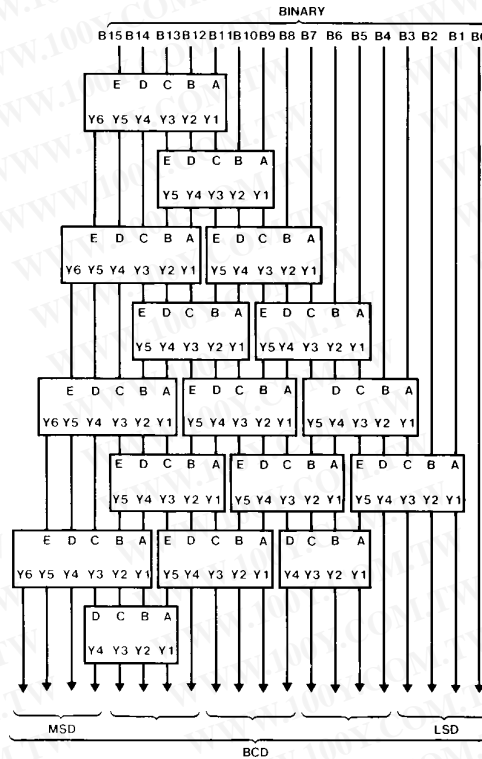 BINARY
B15 B14 B13 B12 B11 B10 B9 B8 B7 B6 B5 B4 B3 B2 B1
E D C B A
Y6 Y5 Y4 Y3 Y2 Y1
E D C B A
Y5 Y4 Y3 Y2 Y1
E D C B A E D C B A
Y6 Y5 Y4 Y3 Y2 Y1 Y5 Y4 Y3 Y2 Y1
E D C B A E D C B A
Y5 Y4 Y3 Y2 Y1 Y5 Y4 Y3 Y2 Y1
E D C B A E D C B A D C B A
Y6 Y5 Y4 Y3 Y2 Y1 Y5 Y4 Y3 Y2 Y1 Y5 Y4 Y3 Y2 Y1
E D C B A E D C B A E D C B A
Y5 Y4 Y3 Y2 Y1 Y5 Y4 Y3 Y2 Y1 Y5 Y4 Y3 Y2 Y1
E D C B A E D C B A D C B A
Y6 Y5 Y4 Y3 Y2 Y1 Y5 Y4 Y3 Y2 Y1 Y4 Y3 Y2 Y1
D C B A
Y4 Y3 Y2 Y1
MSD LSD
BCD
WWW.100Y.COM.TW